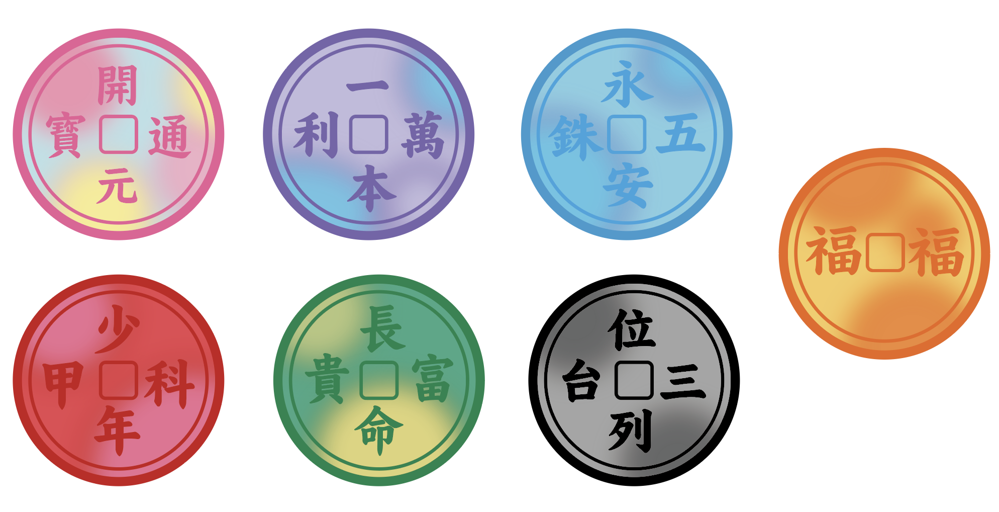 開元通寶
一本萬利
永安五銖
少年科甲
長命富貴
位列三台
福福